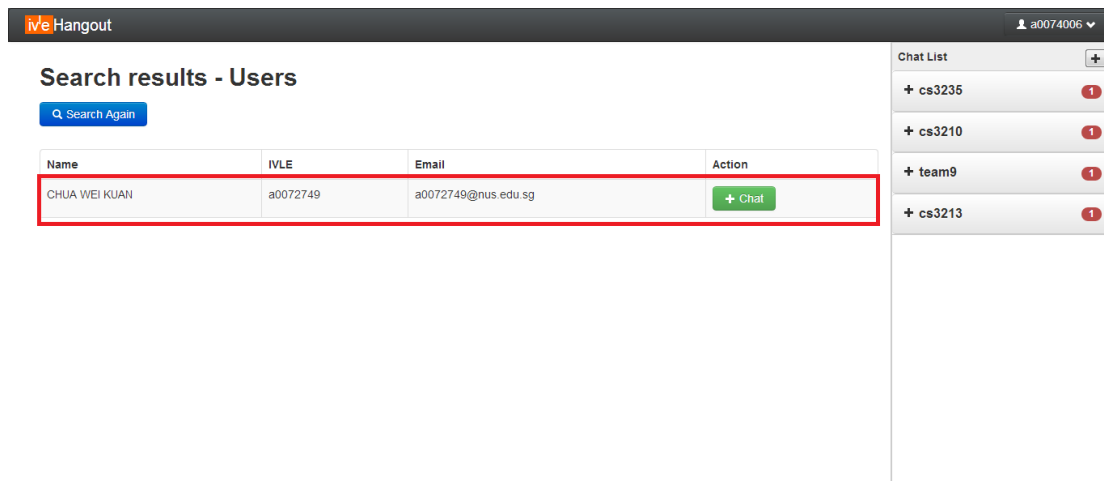 ivle Hangout
a0074006
Search results - Users
Search Again
Name IVLE Email Action
CHUA WEI KUAN a0072749 a0072749@nus.edu.sg + Chat
Chat List +
+ cs3235 1
+ cs3210 1
+ team9 1
+ cs3213 1